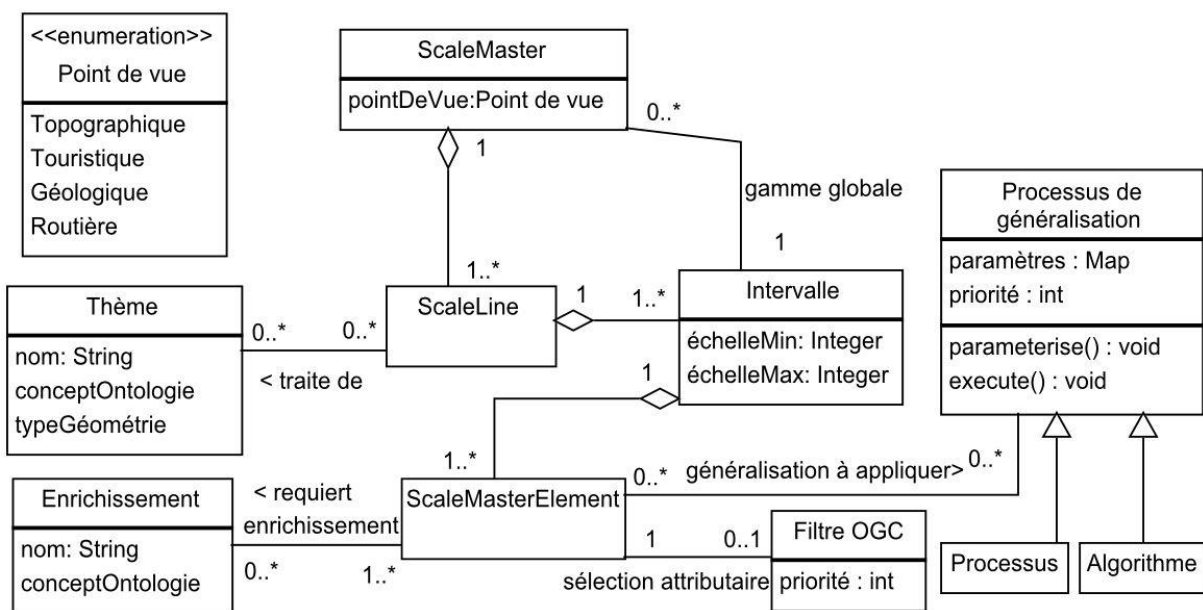 <<enumeration>>
Point de vue
Topographique
Touristique
Géologique
Routière
ScaleMaster
pointDeVue:Point de vue
0..*
1
gamme globale
1
1..*
Processus de
généralisation
paramètres : Map
priorité : int
parameterise() : void
execute() : void
Thème
nom: String
conceptOntologie
typeGéométrie
0..*
0..*
< traite de
ScaleLine
1
1..*
Intervalle
échelleMin: Integer
échelleMax: Integer
1
1..*
Enrichissement
nom: String
conceptOntologie
< requiert
enrichissement
0..*
1..*
ScaleMasterElement
0..*
généralisation à appliquer>
0..*
1
0..1
sélection attributaire
Filtre OGC
priorité : int
Processus
Algorithme